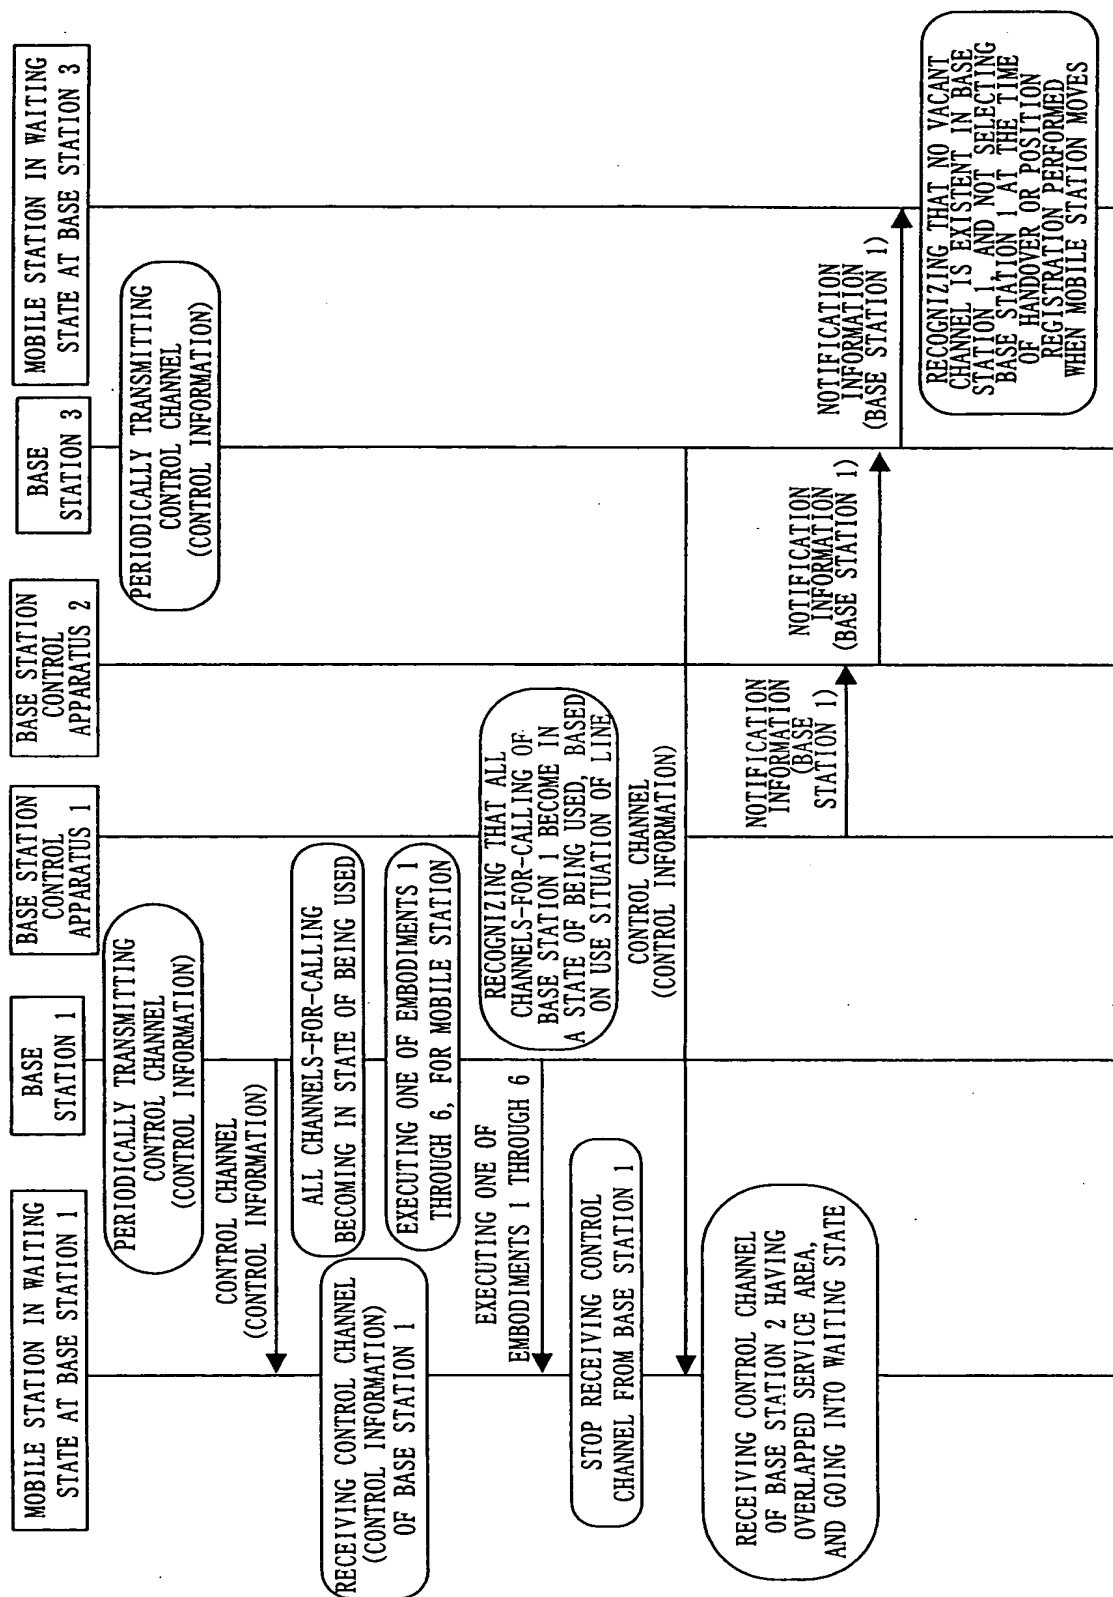 MOBILE STATION IN WAITING
STATE AT BASE STATION 1
BASE
STATION 1
BASE STATION
CONTROL
APPARATUS 1
BASE STATION
CONTROL
APPARATUS 2
BASE
STATION 3
MOBILE STATION IN WAITING
STATE AT BASE STATION 3
PERIODICALLY TRANSMITTING
CONTROL CHANNEL
(CONTROL INFORMATION)
PERIODICALLY TRANSMITTING
CONTROL CHANNEL
(CONTROL INFORMATION)
CONTROL CHANNEL
(CONTROL INFORMATION)
RECEIVING CONTROL CHANNEL
(CONTROL INFORMATION)
OF BASE STATION 1
ALL CHANNELS-FOR-CALLING
BECOMING IN STATE OF BEING USED
EXECUTING ONE OF EMBODIMENTS 1
THROUGH 6, FOR MOBILE STATION
EXECUTING ONE OF
EMBODIMENTS 1 THROUGH 6
RECOGNIZING THAT ALL
CHANNELS-FOR-CALLING OF
BASE STATION 1 BECOME IN
A STATE OF BEING USED, BASED
ON USE SITUATION OF LINE
STOP RECEIVING CONTROL
CHANNEL FROM BASE STATION 1
CONTROL CHANNEL
(CONTROL INFORMATION)
RECEIVING CONTROL CHANNEL
OF BASE STATION 2 HAVING
OVERLAPPED SERVICE AREA,
AND GOING INTO WAITING STATE
NOTIFICATION
INFORMATION
(BASE
STATION 1)
NOTIFICATION
INFORMATION
(BASE STATION 1)
NOTIFICATION
INFORMATION
(BASE STATION 1)
RECOGNIZING THAT NO VACANT
CHANNEL IS EXISTENT IN BASE
STATION 1, AND NOT SELECTING
BASE STATION 1 AT THE TIME
OF HANDOVER OR POSITION
REGISTRATION PERFORMED
WHEN MOBILE STATION MOVES